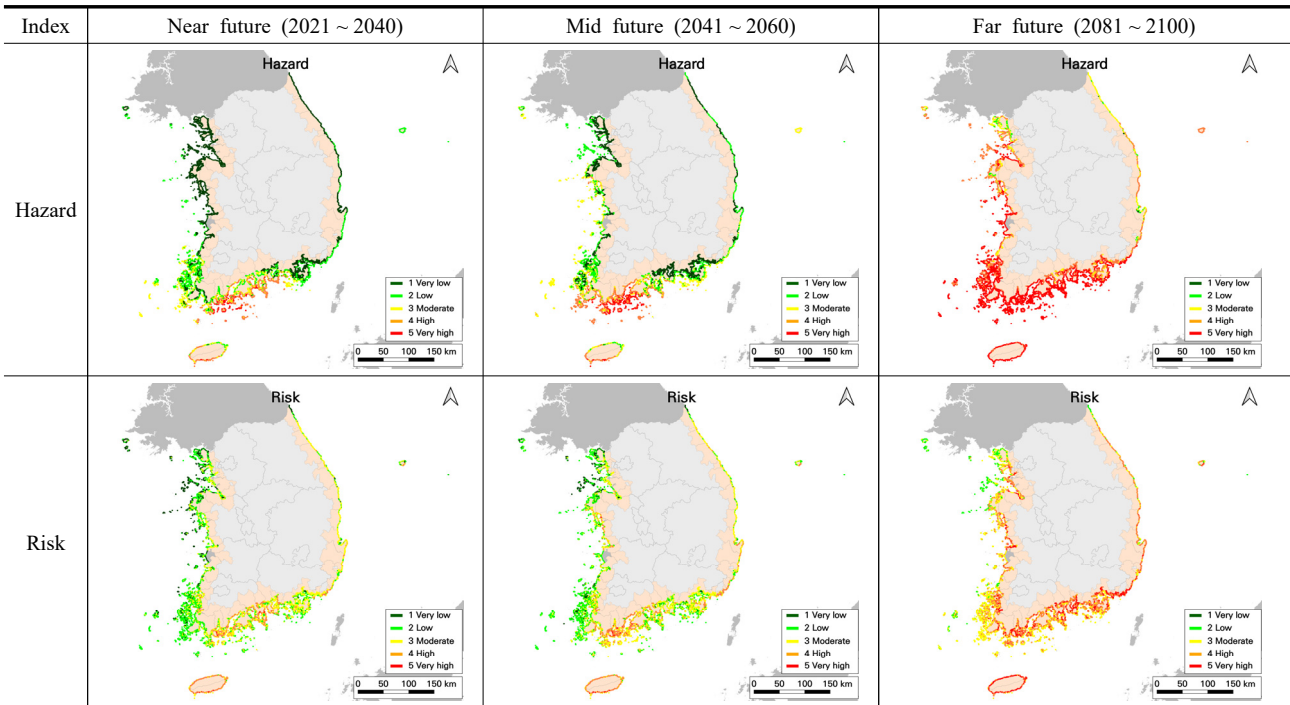 Index Near future (2021 ~ 2040) Mid future (2041 ~ 2060) Far future (2081 ~ 2100)
Hazard
Hazard
1 Very low
2 Low
3 Moderate
4 High
5 Very high
0 50 100 150 km
Hazard
1 Very low
2 Low
3 Moderate
4 High
5 Very high
0 50 100 150 km
Hazard
1 Very low
2 Low
3 Moderate
4 High
5 Very high
0 50 100 150 km
Risk
Risk
1 Very low
2 Low
3 Moderate
4 High
5 Very high
0 50 100 150 km
Risk
1 Very low
2 Low
3 Moderate
4 High
5 Very high
0 50 100 150 km
Risk
1 Very low
2 Low
3 Moderate
4 High
5 Very high
0 50 100 150 km